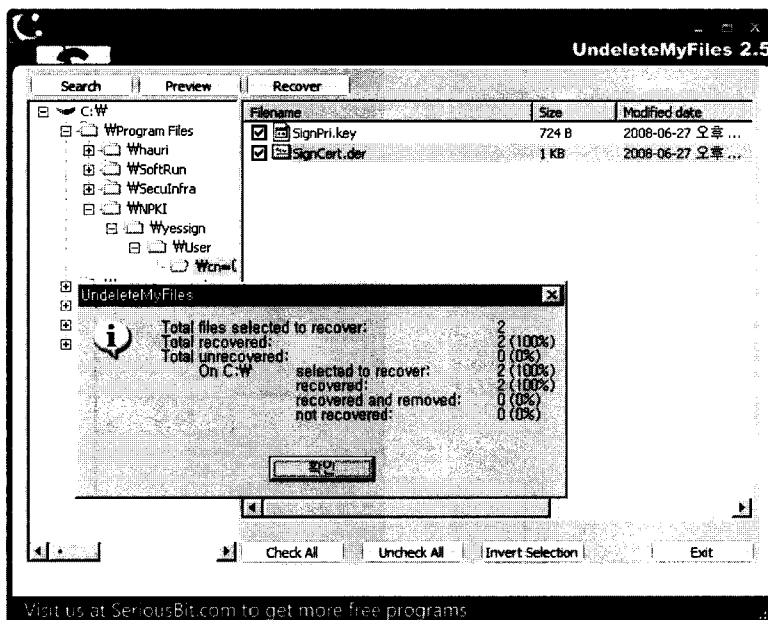 UndeleteMyFiles 2.5
Search Preview Recover
C:₩
₩Program Files
₩hauri
₩SoftRun
₩SecuInfra
₩NPKI
₩yessign
₩User
₩cn=
Filename Size Modified date
SignPri.key 724 B 2008-06-27 오후 ...
SignCert.der 1 KB 2008-06-27 오후 ...
UndeleteMyFiles
Total files selected to recover: 2
Total recovered: 2 (100%)
Total unrecovered: 0 (0%)
On C:₩ selected to recover: 2 (100%)
recovered: 2 (100%)
recovered and removed: 0 (0%)
not recovered: 0 (0%)
확인
Check All Uncheck All Invert Selection Exit
Visit us at SeriousBit.com to get more free programs